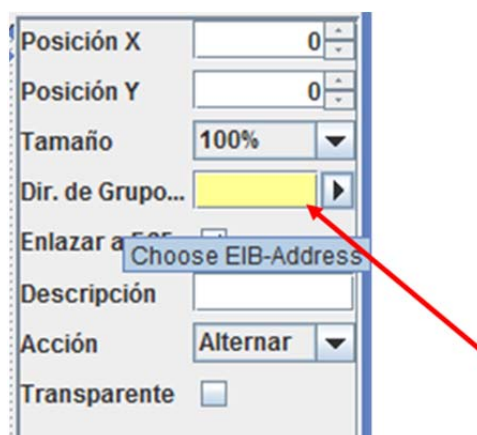 Posición X 0
Posición Y 0
Tamaño 100%
Dir. de Grupo...
Enlazar a
Choose EIB-Address
Descripción
Acción Alternar
Transparente